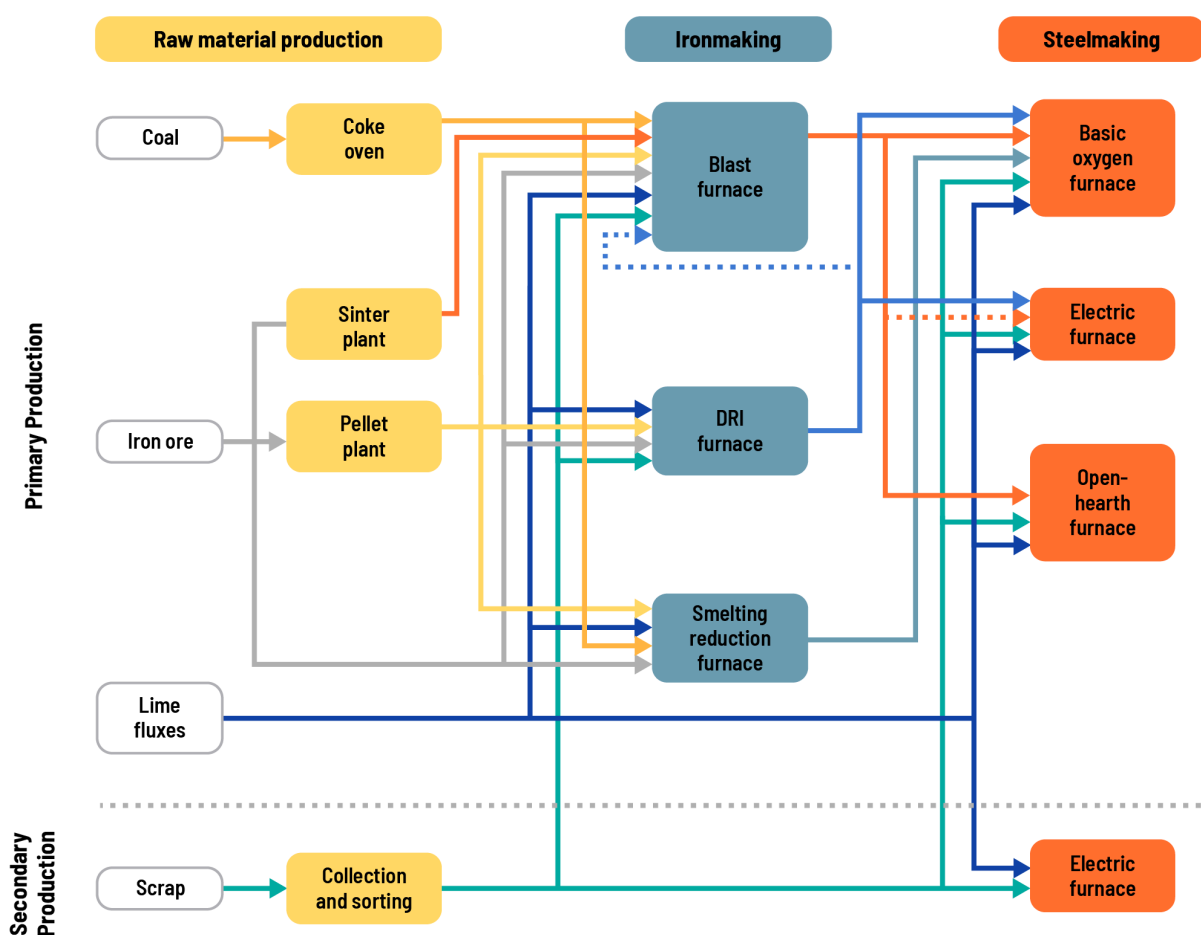 Raw material production
Ironmaking
Steelmaking
Primary Production
Coal
Coke
oven
Blast
furnace
Basic
oxygen
furnace
Sinter
plant
Electric
furnace
Iron ore
Pellet
plant
DRI
furnace
Open-
hearth
furnace
Smelting
reduction
furnace
Lime
fluxes
Secondary
Production
Scrap
Collection
and sorting
Electric
furnace